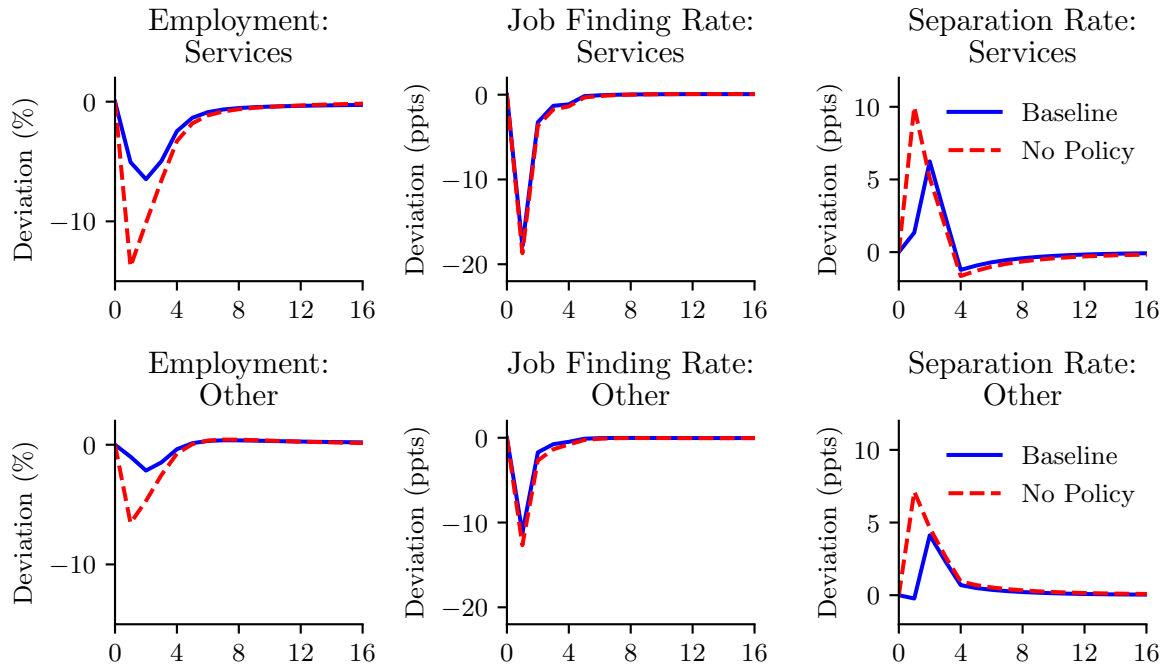 Employment:
Services
Deviation (%)
0
−10
0 4 8 12 16
Job Finding Rate:
Services
Deviation (ppts)
0
−10
−20
0 4 8 12 16
Separation Rate:
Services
Deviation (ppts)
10
5
0
Baseline
No Policy
0 4 8 12 16
Employment:
Other
Deviation (%)
0
−10
0 4 8 12 16
Job Finding Rate:
Other
Deviation (ppts)
0
−10
−20
0 4 8 12 16
Separation Rate:
Other
Deviation (ppts)
10
5
0
Baseline
No Policy
0 4 8 12 16